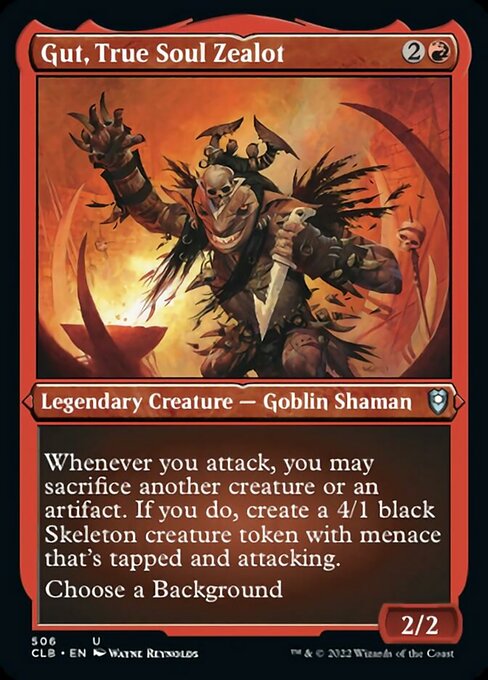 Gut, True Soul Zealot 2
Legendary Creature — Goblin Shaman
Whenever you attack, you may
sacrifice another creature or an
artifact. If you do, create a 4/1 black
Skeleton creature token with menace
that's tapped and attacking.
Choose a Background
2/2
506 U
CLB • EN Wayne Reynolds
™ & © 2022 Wizards of the Coast